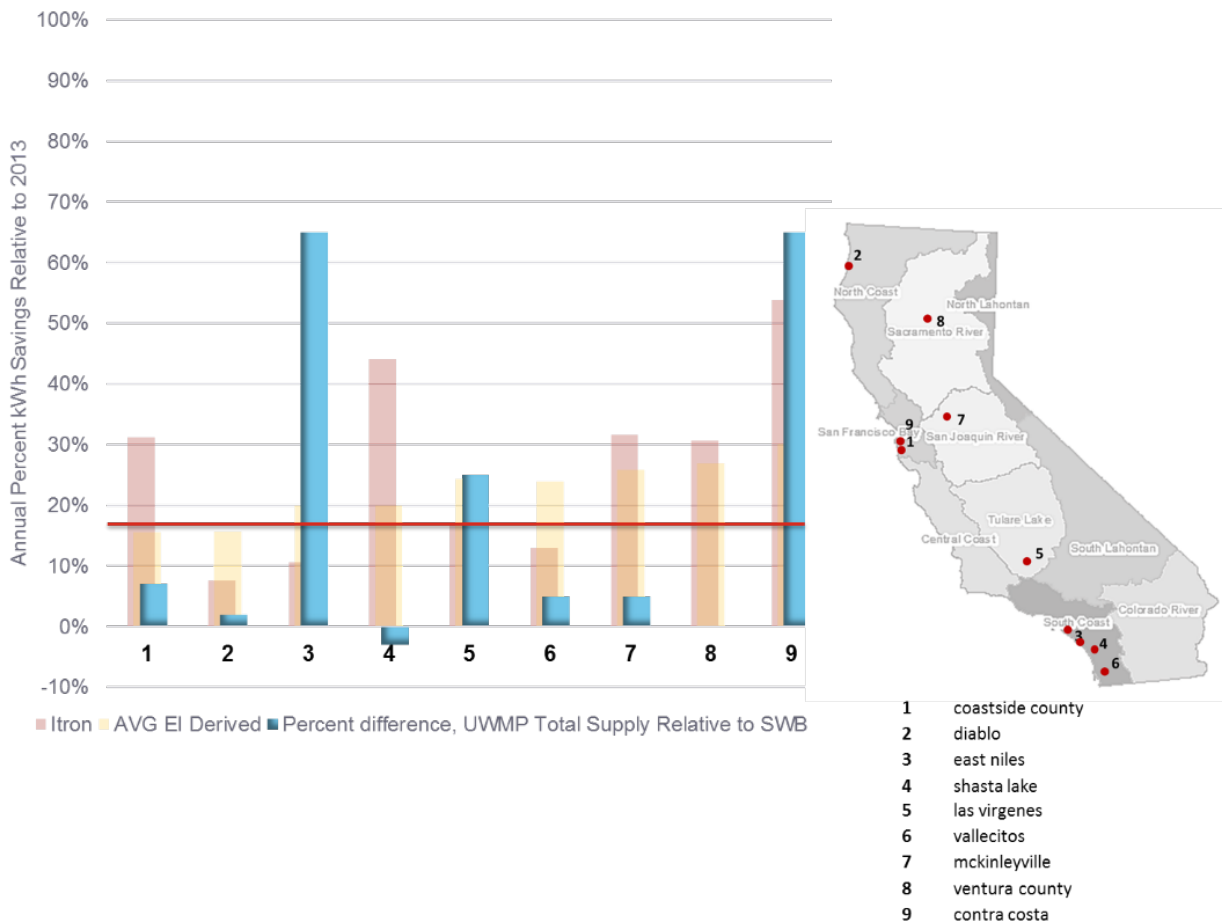 100%
90%
80%
70%
60%
50%
40%
30%
20%
10%
0%
-10%
Annual Percent kWh Savings Relative to 2013
1 2 3 4 5 6 7 8 9
Itron AVG EI Derived Percent difference, UWMP Total Supply Relative to SWB
2
North Coast
North Lahontan
8
Sacramento River
9
7
San Francisco Bay
San Joaquin River
1
Tulare Lake
Central Coast
South Lahontan
5
Colorado River
South Coast
3
4
6
1 coastside county
2 diablo
3 east niles
4 shasta lake
5 las virgenes
6 vallecitos
7 mckinleyville
8 ventura county
9 contra costa